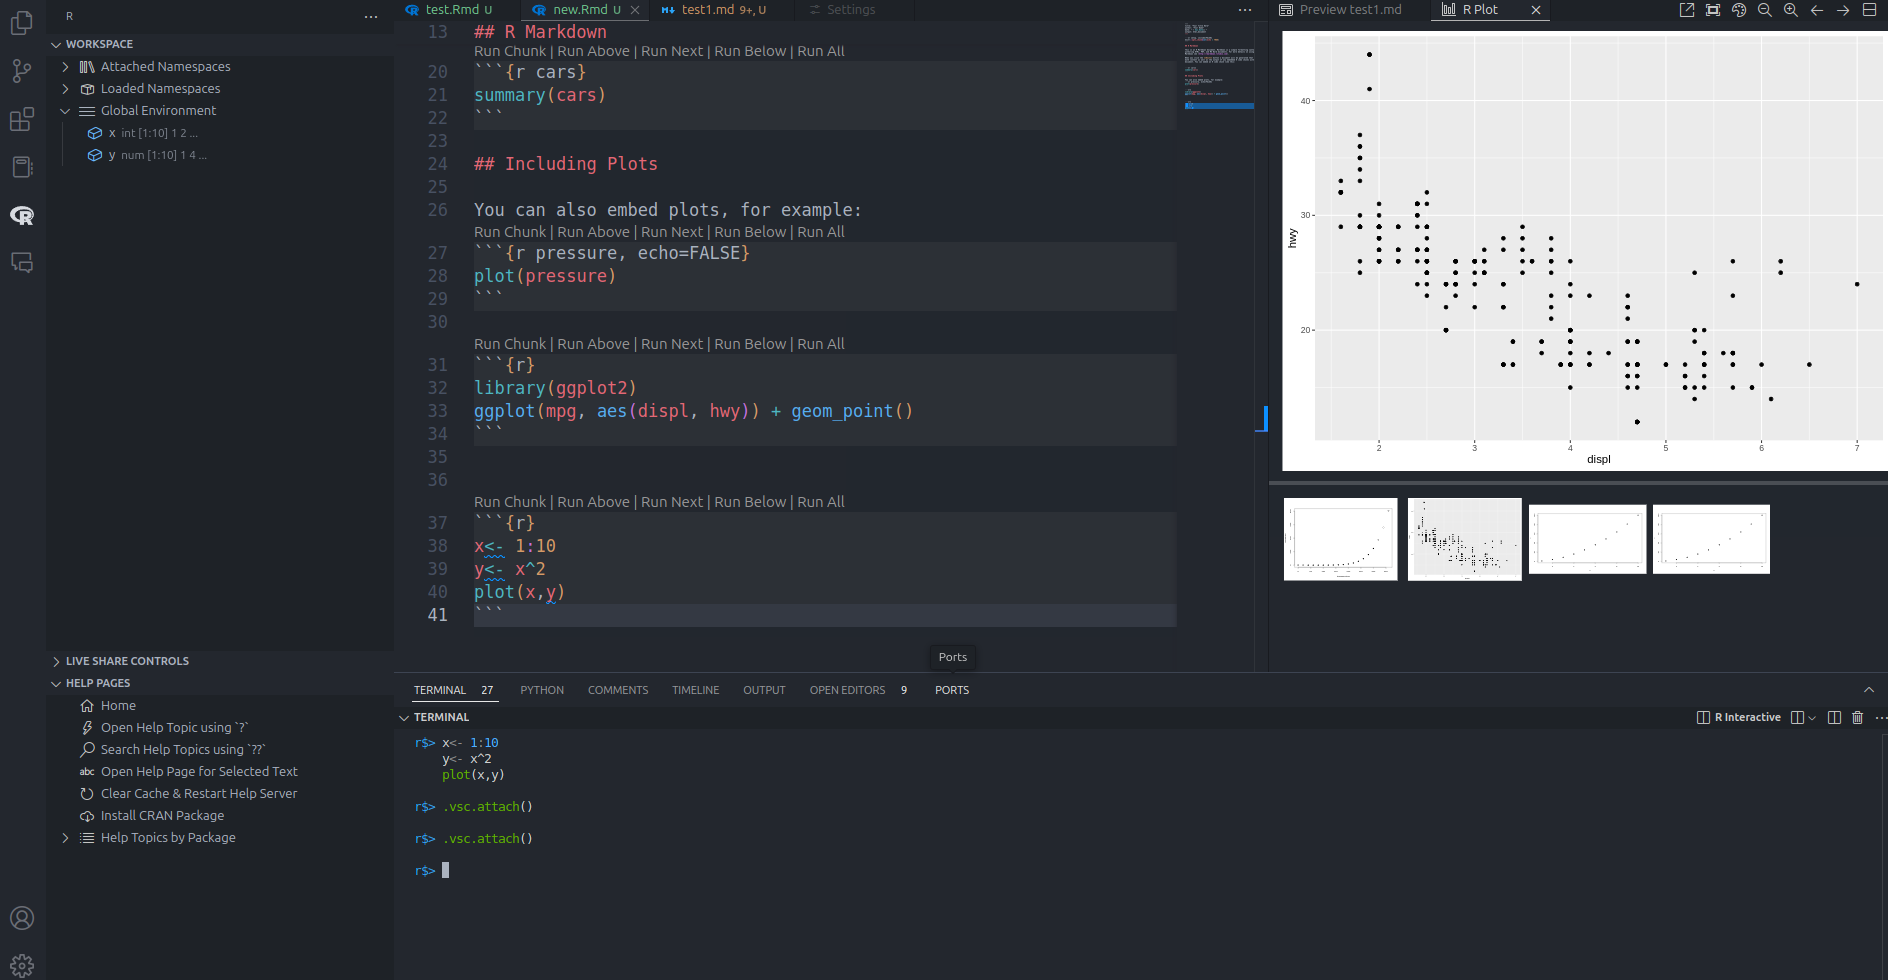 R
WORKSPACE
Attached Namespaces
Loaded Namespaces
Global Environment
x int [1:10] 1 2 ...
y num [1:10] 1 4 ...
LIVE SHARE CONTROLS
HELP PAGES
Home
Open Help Topic using `?`
Search Help Topics using `??`
abc Open Help Page for Selected Text
Clear Cache & Restart Help Server
Install CRAN Package
Help Topics by Package
test.Rmd U new.Rmd U test1.md 9+, U Settings
13 ## R Markdown
Run Chunk | Run Above | Run Next | Run Below | Run All
20 ```{r cars}
21 summary(cars)
22 ```
23
24 ## Including Plots
25
26 You can also embed plots, for example:
Run Chunk | Run Above | Run Next | Run Below | Run All
27 ```{r pressure, echo=FALSE}
28 plot(pressure)
29 ```
30
Run Chunk | Run Above | Run Next | Run Below | Run All
31 ```{r}
32 library(ggplot2)
33 ggplot(mpg, aes(displ, hwy)) + geom_point()
34 ```
35
36
Run Chunk | Run Above | Run Next | Run Below | Run All
37 ```{r}
38 x<- 1:10
39 y<- x^2
40 plot(x,y)
41 ```
Preview test1.md R Plot
40
30
20
hwy
2 3 4 5 6 7
displ
Ports
TERMINAL 27 PYTHON COMMENTS TIMELINE OUTPUT OPEN EDITORS 9 PORTS
TERMINAL
R Interactive
r$> x<- 1:10
y<- x^2
plot(x,y)
r$> .vsc.attach()
r$> .vsc.attach()
r$>